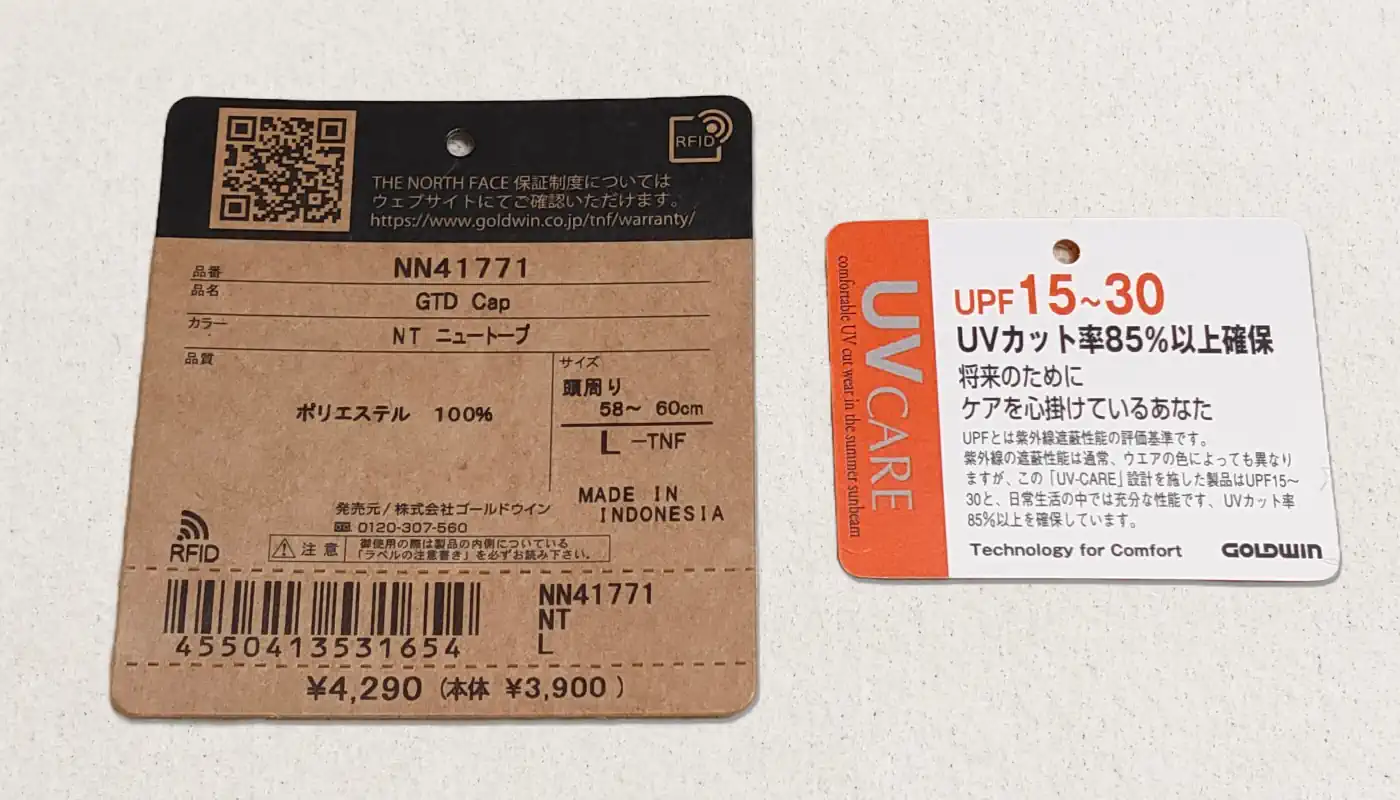 RFID
THE NORTH FACE 保証制度については
ウェブサイトにてご確認いただけます。
https://www.goldwin.co.jp/tnf/warranty/
品番 NN41771
品名 GTD Cap
カラー NT ニュートープ
品質
ポリエステル 100%
サイズ
頭周り
58～ 60cm
L -TNF
MADE IN
INDONESIA
発売元/株式会社ゴールドウイン
0120-307-560
RFID
注意
御使用の際は製品の内側についている
「ラベルの注意書き」を必ずお読み下さい。
4550413531654
NN41771
NT
L
¥4,290 (本体 ¥3,900 )
UV CARE
comfortable UV cut wear in the summer sunbeam
UPF15~30
UVカット率85%以上確保
将来のために
ケアを心掛けているあなた
UPFとは紫外線遮蔽性能の評価基準です。
紫外線の遮蔽性能は通常、ウエアの色によっても異なり
ますが、この「UV-CARE」設計を施した製品はUPF15～
30と、日常生活の中では充分な性能です、UVカット率
85%以上を確保しています。
Technology for Comfort
GOLDWIN